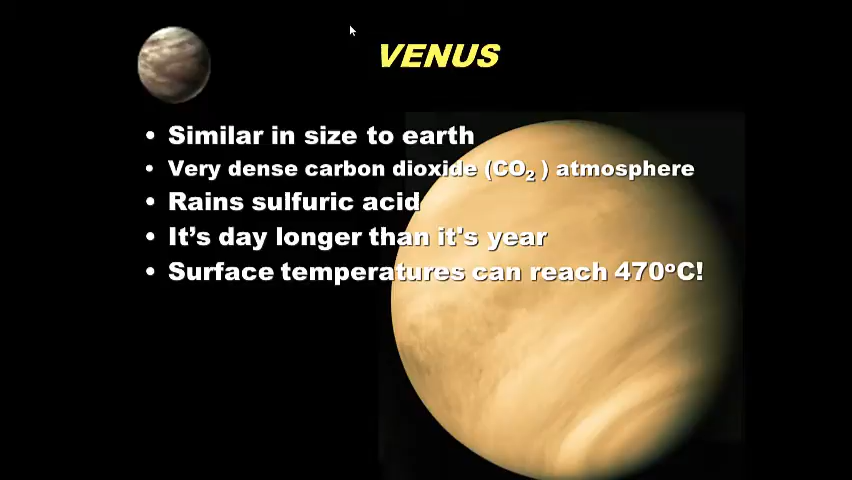 VENUS
• Similar in size to earth
• Very dense carbon dioxide (CO₂ ) atmosphere
• Rains sulfuric acid
• It’s day longer than it's year
• Surface temperatures can reach 470ºC!